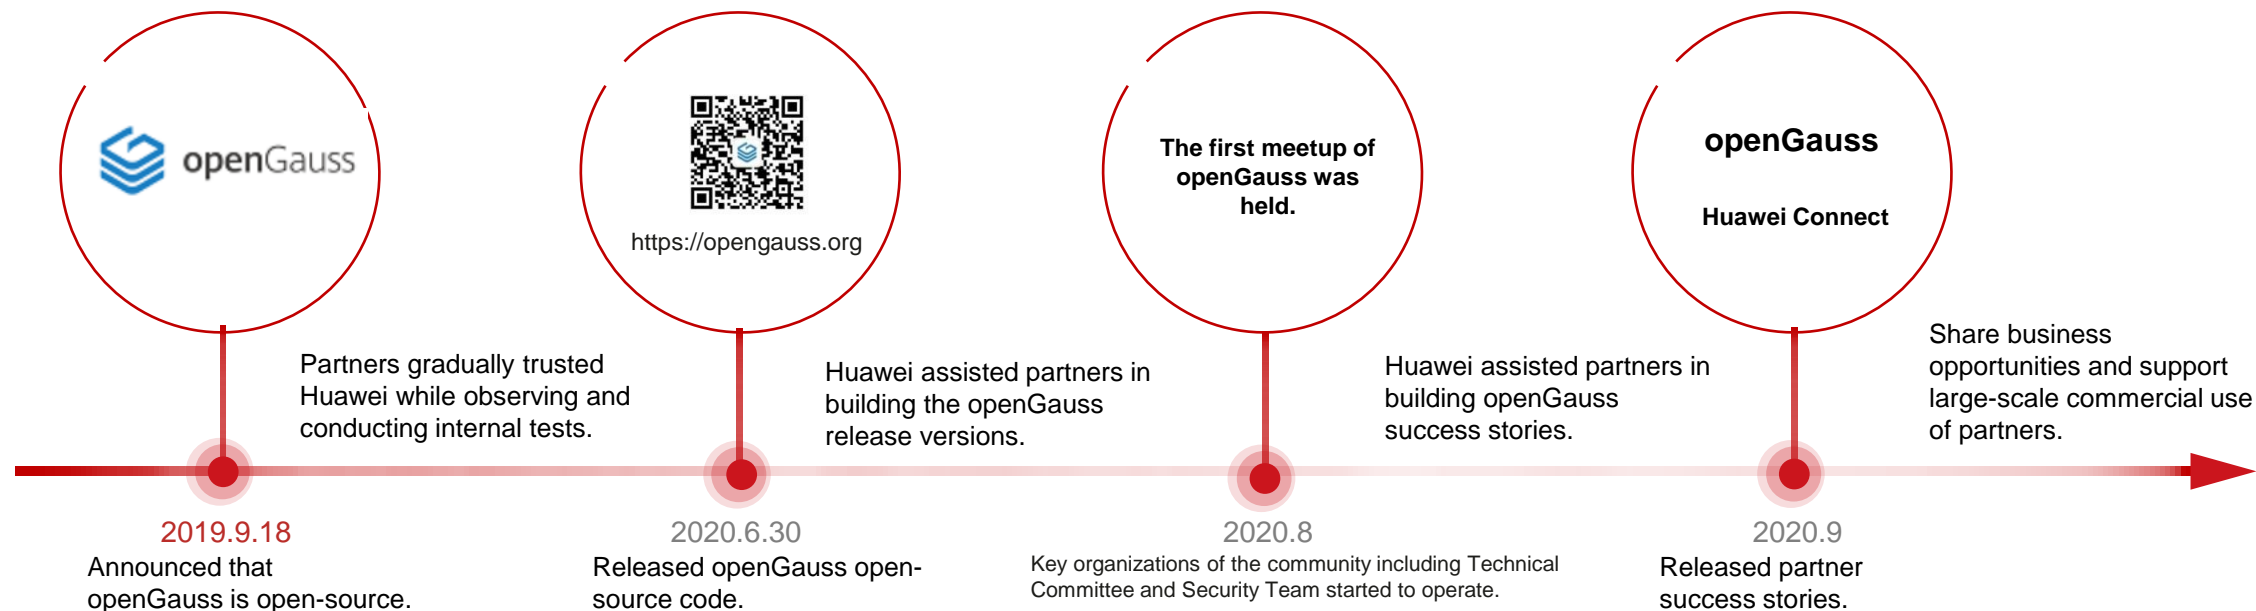 openGauss
https://opengauss.org
The first meetup of
openGauss was
held.
openGauss
Huawei Connect
Partners gradually trusted
Huawei while observing and
conducting internal tests.
Huawei assisted partners in
building the openGauss
release versions.
Huawei assisted partners in
building openGauss
success stories.
Share business
opportunities and support
large-scale commercial use
of partners.
2019.9.18
Announced that
openGauss is open-source.
2020.6.30
Released openGauss open-
source code.
2020.8
Key organizations of the community including Technical
Committee and Security Team started to operate.
2020.9
Released partner
success stories.